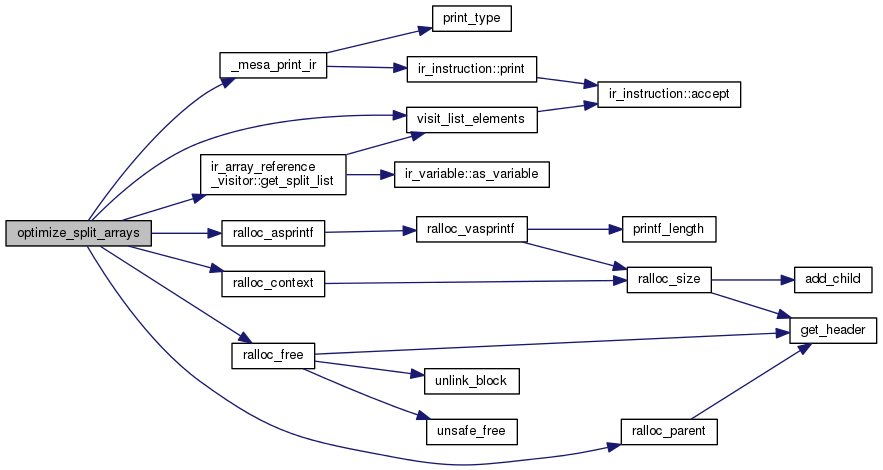 print_type
_mesa_print_ir
ir_instruction::print
ir_instruction::accept
visit_list_elements
ir_array_reference
_visitor::get_split_list
ir_variable::as_variable
optimize_split_arrays
ralloc_asprintf
ralloc_vasprintf
printf_length
ralloc_context
ralloc_size
add_child
get_header
ralloc_free
unlink_block
unsafe_free
ralloc_parent